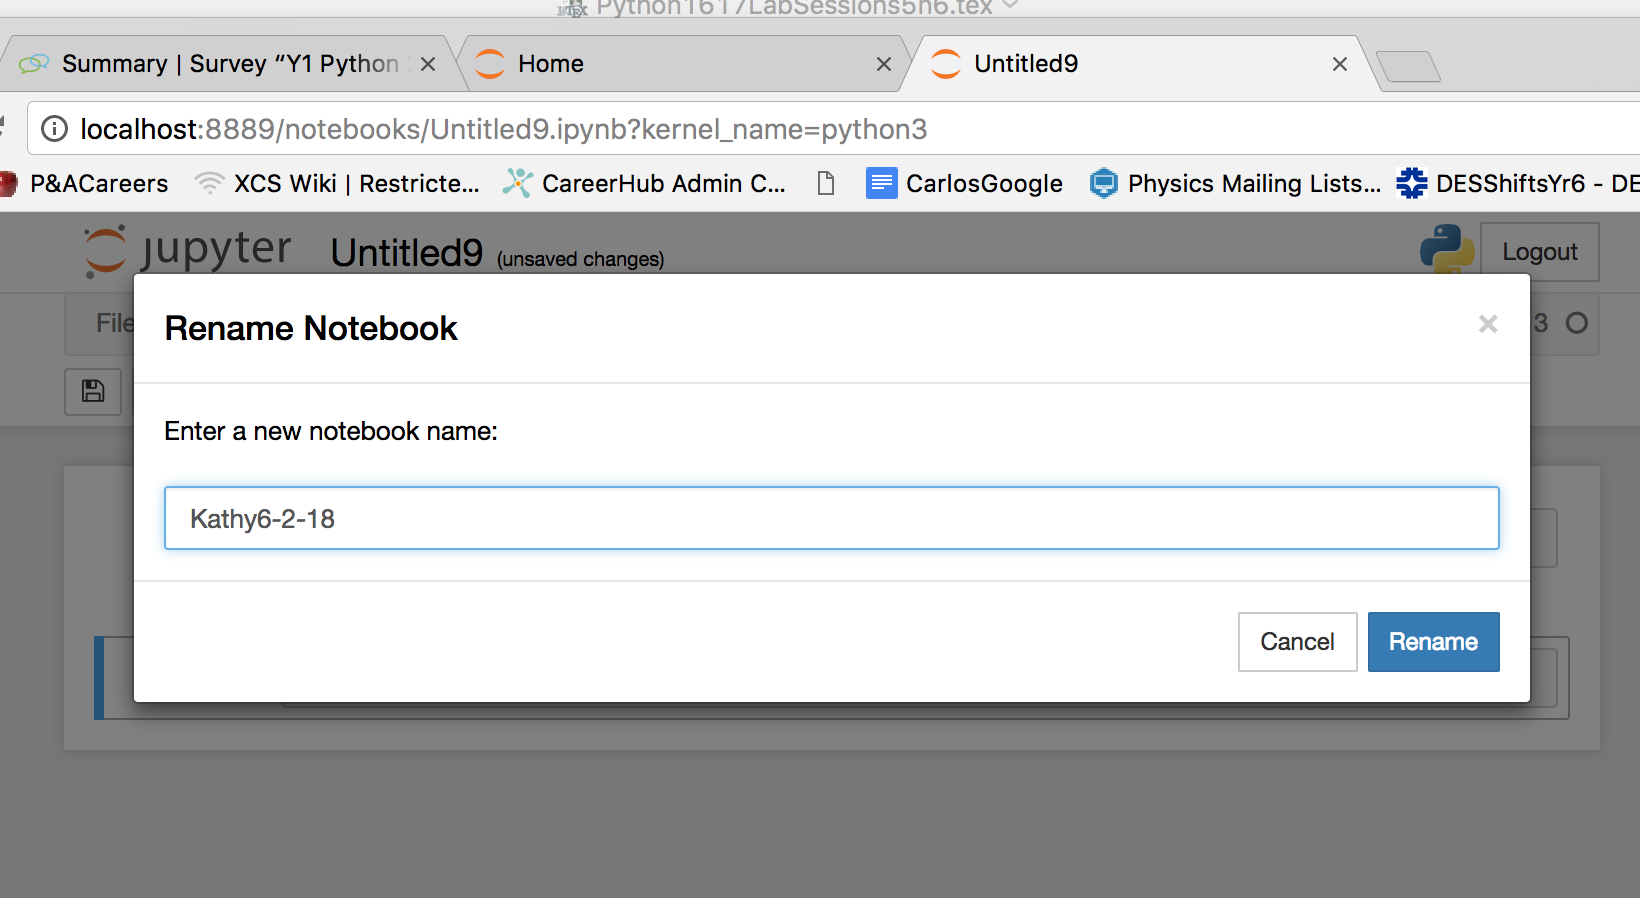 Python1617LabSessions5n6.tex
Summary | Survey “Y1 Python
Home
Untitled9
localhost:8889/notebooks/Untitled9.ipynb?kernel_name=python3
P&ACareers
XCS Wiki | Restricte...
CareerHub Admin C...
CarlosGoogle
Physics Mailing Lists...
DESShiftsYr6 - DE
jupyter
Untitled9 (unsaved changes)
Logout
File
3
Rename Notebook
Enter a new notebook name:
Kathy6-2-18
Cancel
Rename